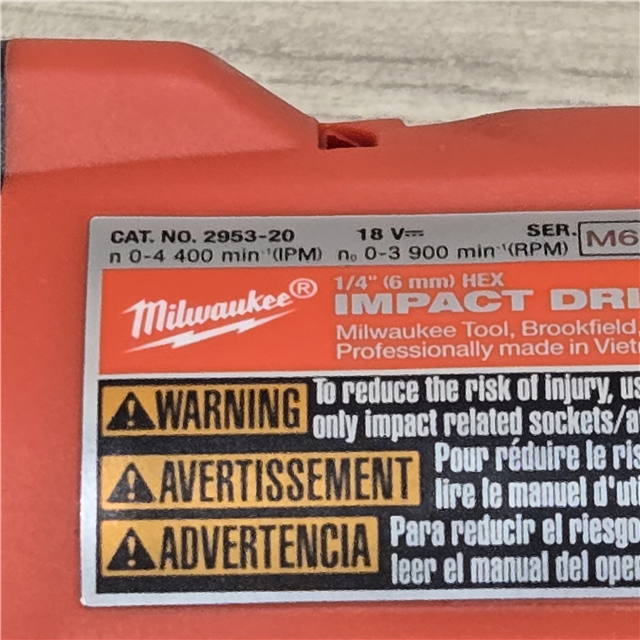 CAT. NO. 2953-20 18 V⎓ SER. M6
n 0-4 400 min⁻¹(IPM) n₀ 0-3 900 min⁻¹(RPM)
Milwaukee®
1/4" (6 mm) HEX
IMPACT DRI
Milwaukee Tool, Brookfield,
Professionally made in Viet
WARNING To reduce the risk of injury, us
only impact related sockets/a
AVERTISSEMENT Pour réduire le ris
lire le manuel d'uti
ADVERTENCIA Para reducir el riesgo
leer el manual del oper